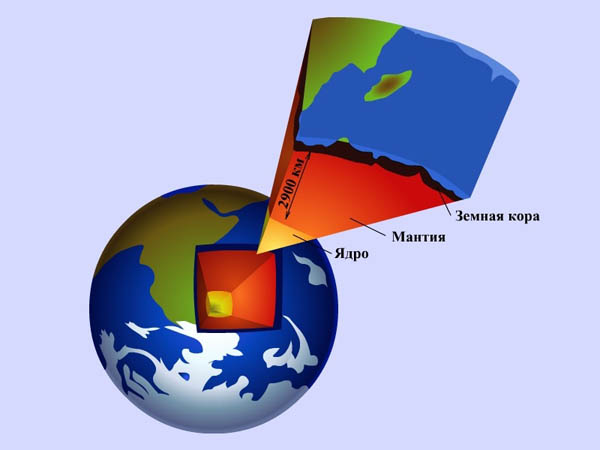 2900 км
Земная кора
Мантия
Ядро